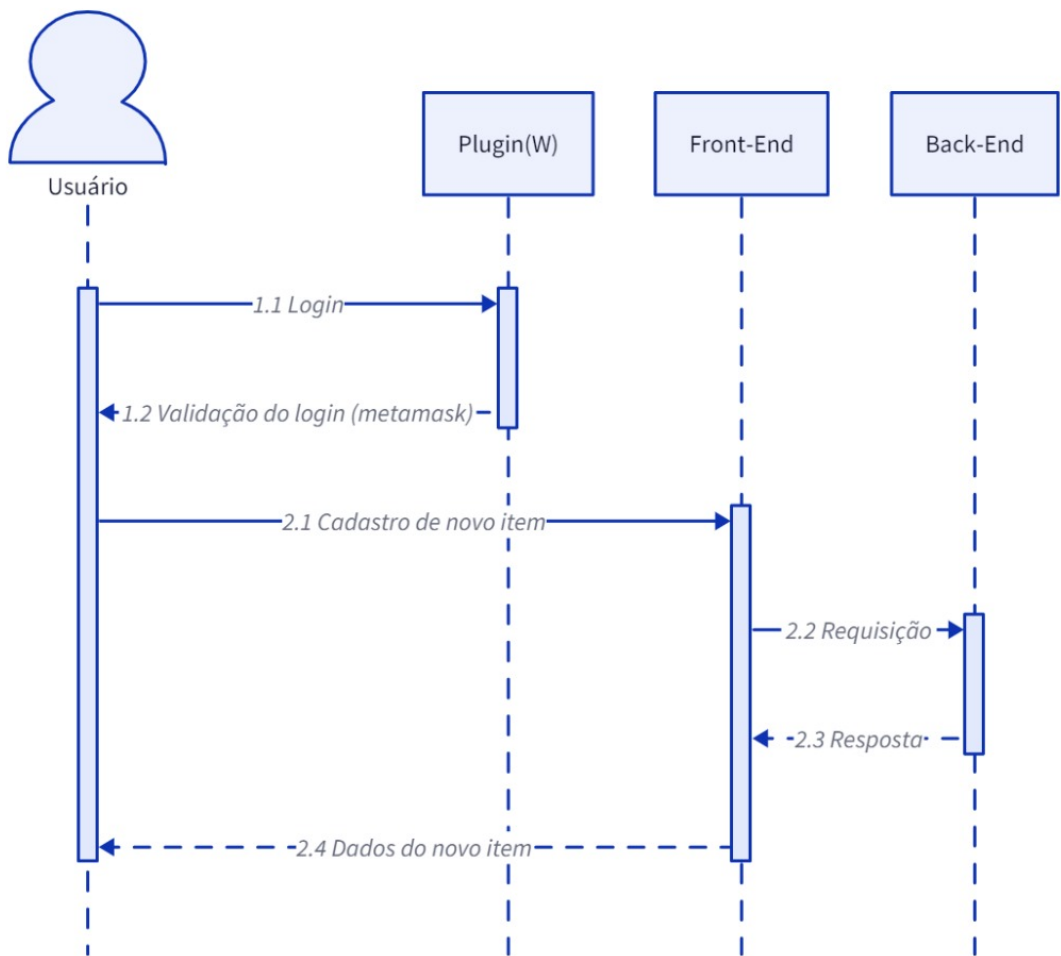 Usuário
Plugin(W)
Front-End
Back-End
1.1 Login
1.2 Validação do login (metamask)
2.1 Cadastro de novo item
2.2 Requisição
2.3 Resposta
2.4 Dados do novo item